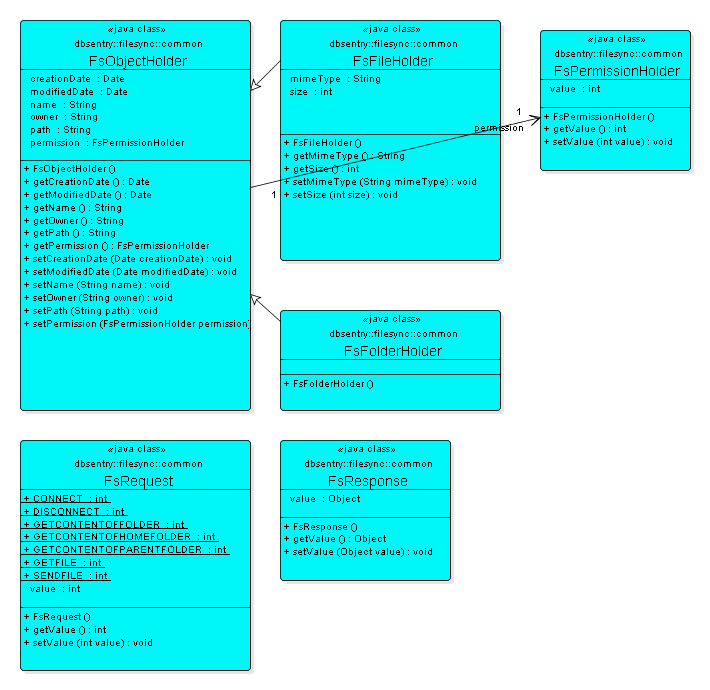 «java class»
dbsentry::filesync::common
FsObjectHolder
creationDate : Date
modifiedDate : Date
name : String
owner : String
path : String
permission : FsPermissionHolder
+ FsObjectHolder ()
+ getCreationDate () : Date
+ getModifiedDate () : Date
+ getName () : String
+ getOwner () : String
+ getPath () : String
+ getPermission () : FsPermissionHolder
+ setCreationDate (Date creationDate) : void
+ setModifiedDate (Date modifiedDate) : void
+ setName (String name) : void
+ setOwner (String owner) : void
+ setPath (String path) : void
+ setPermission (FsPermissionHolder permission)
«java class»
dbsentry::filesync::common
FsFileHolder
mimeType : String
size : int
+ FsFileHolder ()
+ getMimeType () : String
+ getSize () : int
+ setMimeType (String mimeType) : void
+ setSize (int size) : void
1
permission
1
«java class»
dbsentry::filesync::common
FsPermissionHolder
value : int
+ FsPermissionHolder ()
+ getValue () : int
+ setValue (int value) : void
«java class»
dbsentry::filesync::common
FsFolderHolder
+ FsFolderHolder ()
«java class»
dbsentry::filesync::common
FsRequest
+ CONNECT : int
+ DISCONNECT : int
+ GETCONTENTOFFOLDER : int
+ GETCONTENTOFHOMEFOLDER : int
+ GETCONTENTOFPARENTFOLDER : int
+ GETFILE : int
+ SENDFILE : int
value : int
+ FsRequest ()
+ getValue () : int
+ setValue (int value) : void
«java class»
dbsentry::filesync::common
FsResponse
value : Object
+ FsResponse ()
+ getValue () : Object
+ setValue (Object value) : void